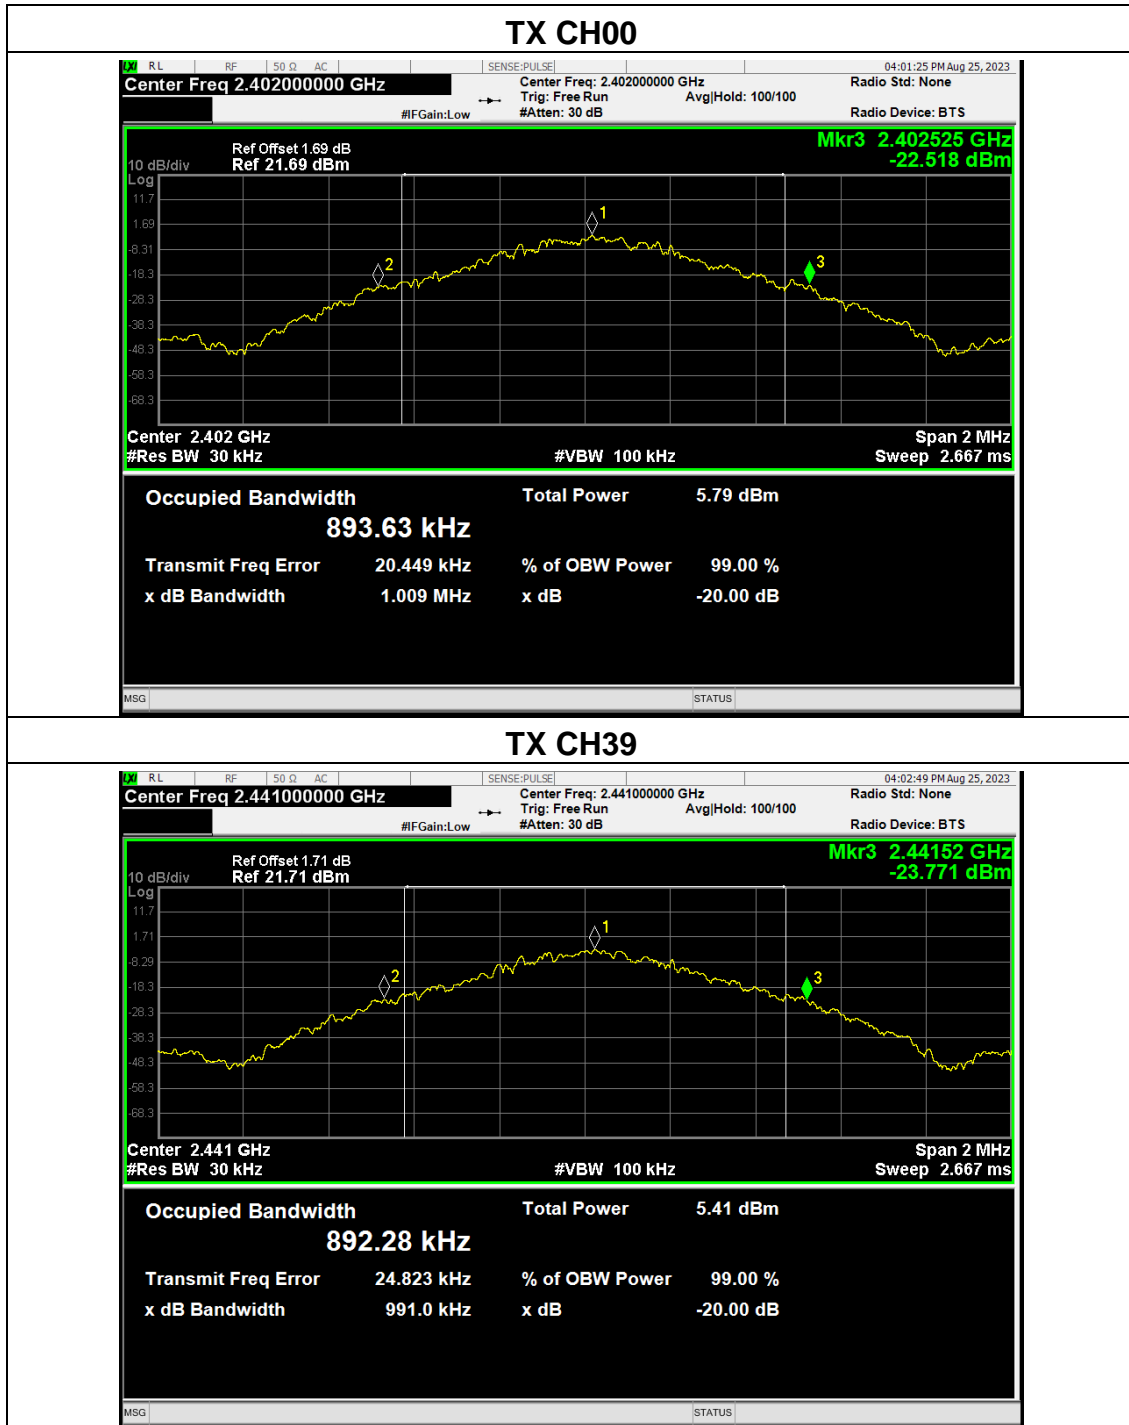 TX CH00
LXI RL RF 50 Ω AC SENSE:PULSE 04:01:25 PM Aug 25, 2023
Center Freq 2.402000000 GHz Center Freq: 2.402000000 GHz Radio Std: None
Trig: Free Run Avg|Hold: 100/100
#IFGain:Low #Atten: 30 dB Radio Device: BTS
Mkr3 2.402525 GHz
Ref Offset 1.69 dB
10 dB/div Ref 21.69 dBm -22.518 dBm
Log
11.7
1.69
-8.31
-18.3
-28.3
-38.3
-48.3
-58.3
-68.3
1
2
3
Center 2.402 GHz Span 2 MHz
#Res BW 30 kHz #VBW 100 kHz Sweep 2.667 ms
Occupied Bandwidth Total Power 5.79 dBm
893.63 kHz
Transmit Freq Error 20.449 kHz % of OBW Power 99.00 %
x dB Bandwidth 1.009 MHz x dB -20.00 dB
MSG STATUS
TX CH39
LXI RL RF 50 Ω AC SENSE:PULSE 04:02:49 PM Aug 25, 2023
Center Freq 2.441000000 GHz Center Freq: 2.441000000 GHz Radio Std: None
Trig: Free Run Avg|Hold: 100/100
#IFGain:Low #Atten: 30 dB Radio Device: BTS
Mkr3 2.44152 GHz
Ref Offset 1.71 dB
10 dB/div Ref 21.71 dBm -23.771 dBm
Log
11.7
1.71
-8.29
-18.3
-28.3
-38.3
-48.3
-58.3
-68.3
1
2
3
Center 2.441 GHz Span 2 MHz
#Res BW 30 kHz #VBW 100 kHz Sweep 2.667 ms
Occupied Bandwidth Total Power 5.41 dBm
892.28 kHz
Transmit Freq Error 24.823 kHz % of OBW Power 99.00 %
x dB Bandwidth 991.0 kHz x dB -20.00 dB
MSG STATUS